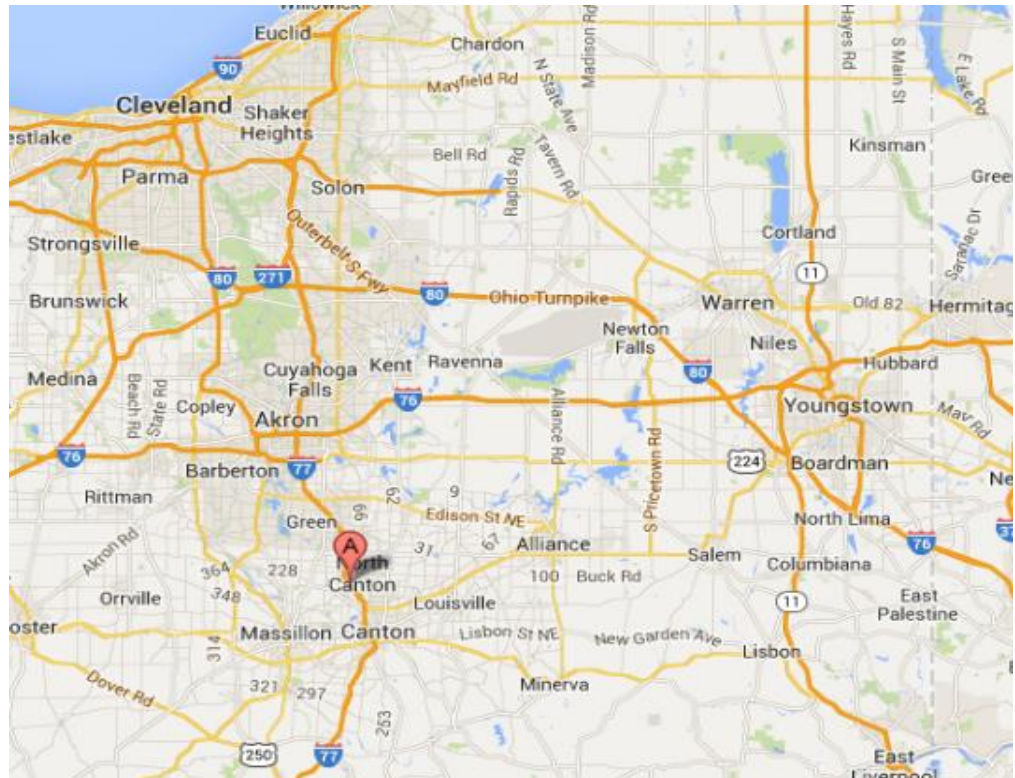 Willowick
Euclid
Chardon
Madison Rd
Hayes Rd
S Main St
E Lake Rd
90
Mayfield Rd
N State Ave
Cleveland
Shaker
Heights
estlake
Bell Rd
Tavern Rd
Kinsman
Parma
Solon
Rapids Rd
Gree
Strongsville
Outerbelt S Fwy
Cortland
Saranac Dr
80
271
80
11
Brunswick
Ohio Turnpike
Warren
Old 82
Hermitag
Newton
Falls
Niles
Hubbard
Medina
Cuyahoga
Falls
Kent
Ravenna
80
Beach Rd
State Rd
Copley
76
Akron
Alliance Rd
Youngstown
76
Barberton
77
S Pricetown Rd
224
Boardman
Rittman
62
9
Ne
Green
66
Edison St NE
North Lima
37
Akron Rd
A
31
67
Alliance
76
North
Canton
364
228
100
Buck Rd
Salem
Columbiana
348
Orrville
Louisville
11
East
Palestine
oster
314
Massillon
Canton
Lisbon St NE
New Garden Ave
Lisbon
Dover Rd
321
297
Minerva
253
250
77
East
Liverpool